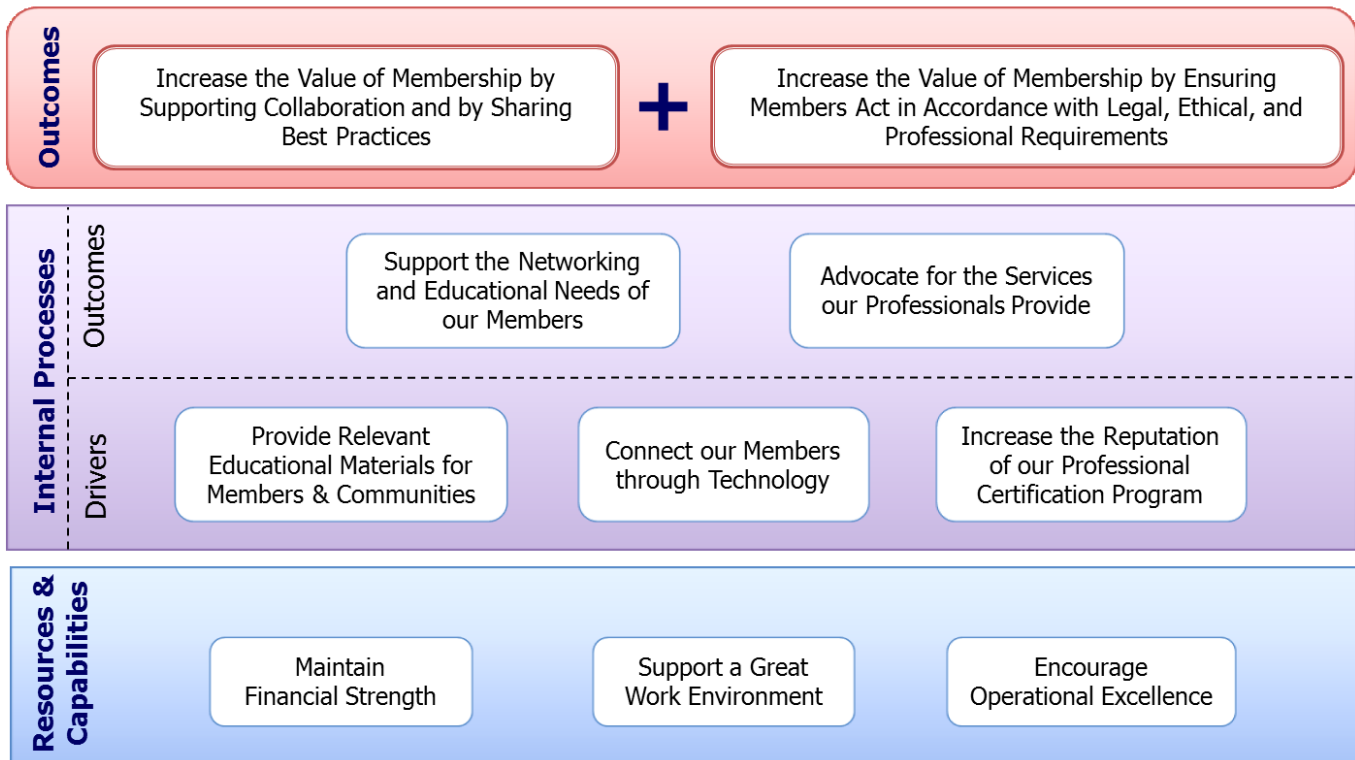 Outcomes
Increase the Value of Membership by
Supporting Collaboration and by Sharing
Best Practices
+
Increase the Value of Membership by Ensuring
Members Act in Accordance with Legal, Ethical, and
Professional Requirements
Internal Processes
Outcomes
Support the Networking
and Educational Needs of
our Members
Advocate for the Services
our Professionals Provide
Drivers
Provide Relevant
Educational Materials for
Members & Communities
Connect our Members
through Technology
Increase the Reputation
of our Professional
Certification Program
Resources &
Capabilities
Maintain
Financial Strength
Support a Great
Work Environment
Encourage
Operational Excellence